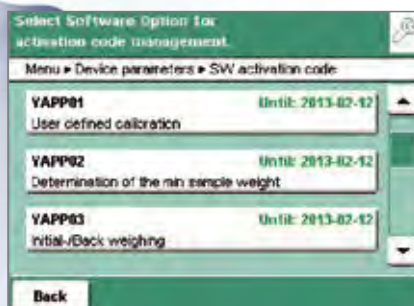 Select Software Option for
activation code management.
Menu ▸ Device parameters ▸ SW activation code
YAPP01 Until: 2013-02-12
User defined calibration
YAPP02 Until: 2013-02-12
Determination of the min sample weight
YAPP03 Until: 2013-02-12
Initial-/Back weighing
Back